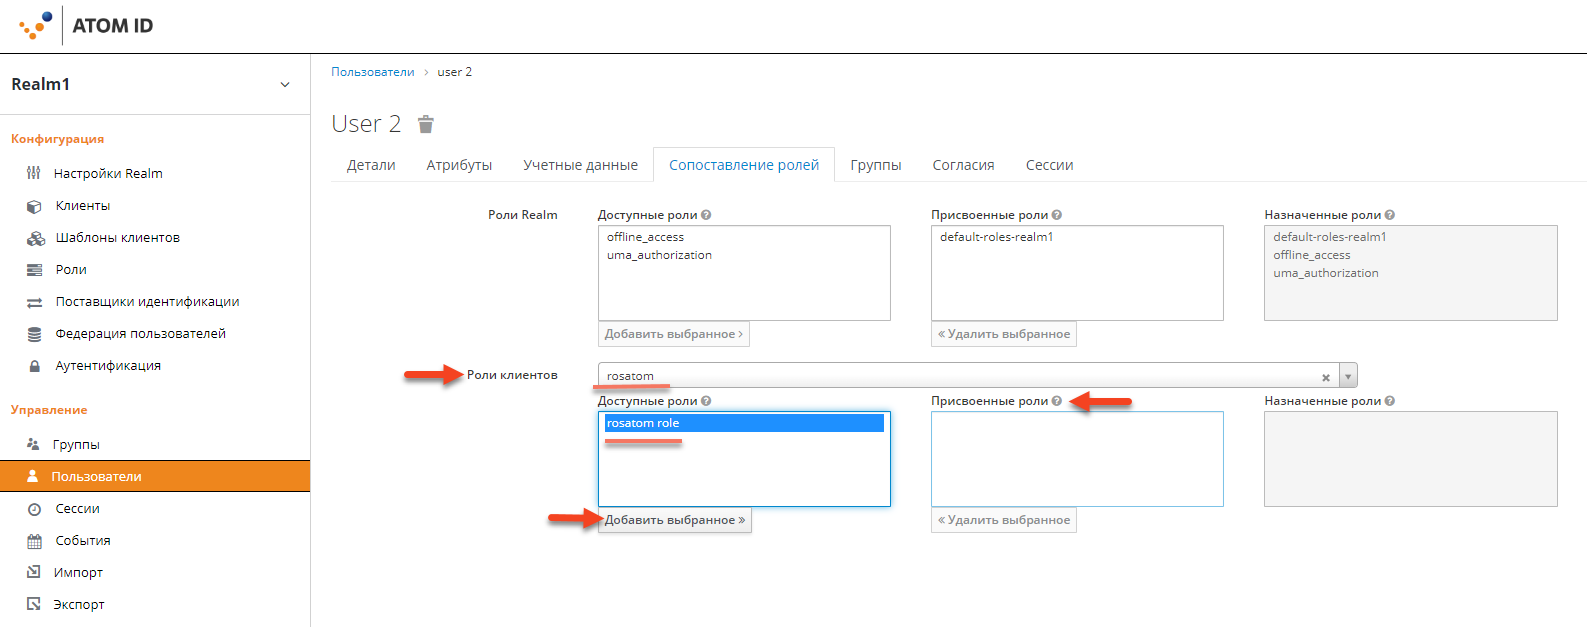 ATOM ID
Realm1
Конфигурация
Настройки Realm
Клиенты
Шаблоны клиентов
Роли
Поставщики идентификации
Федерация пользователей
Аутентификация
Управление
Группы
Пользователи
Сессии
События
Импорт
Экспорт
Пользователи > user 2
User 2
Детали Атрибуты Учетные данные Сопоставление ролей Группы Согласия Сессии
Роли Realm
Доступные роли
offline_access
uma_authorization
Добавить выбранное >
Присвоенные роли
default-roles-realm1
« Удалить выбранное
Назначенные роли
default-roles-realm1
offline_access
uma_authorization
Роли клиентов
rosatom
Доступные роли
rosatom role
Добавить выбранное »
Присвоенные роли
« Удалить выбранное
Назначенные роли